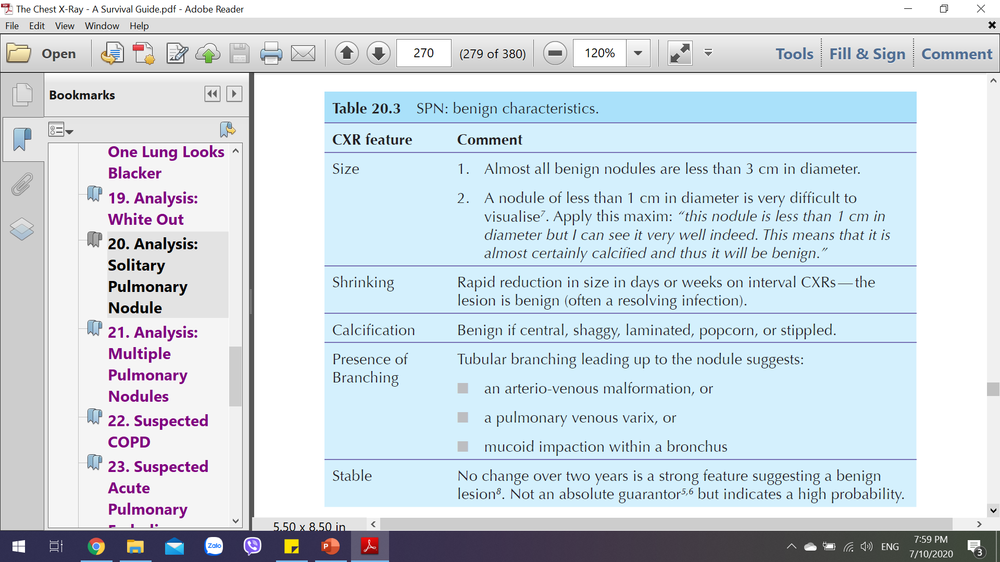 The Chest X-Ray - A Survival Guide.pdf - Adobe Reader
File Edit View Window Help
Open
270
(279 of 380)
120%
Tools
Fill & Sign
Comment
Bookmarks
One Lung Looks
Blacker
19. Analysis:
White Out
20. Analysis:
Solitary
Pulmonary
Nodule
21. Analysis:
Multiple
Pulmonary
Nodules
22. Suspected
COPD
23. Suspected
Acute
Pulmonary
Table 20.3 SPN: benign characteristics.
CXR feature Comment
Size 1. Almost all benign nodules are less than 3 cm in diameter.
2. A nodule of less than 1 cm in diameter is very difficult to
visualise7. Apply this maxim: “this nodule is less than 1 cm in
diameter but I can see it very well indeed. This means that it is
almost certainly calcified and thus it will be benign.”
Shrinking Rapid reduction in size in days or weeks on interval CXRs—the
lesion is benign (often a resolving infection).
Calcification Benign if central, shaggy, laminated, popcorn, or stippled.
Presence of Tubular branching leading up to the nodule suggests:
Branching
an arterio-venous malformation, or
a pulmonary venous varix, or
mucoid impaction within a bronchus
Stable No change over two years is a strong feature suggesting a benign
lesion8. Not an absolute guarantor5,6 but indicates a high probability.
5.50 x 8.50 in
Zalo
P
ENG
7:59 PM
7/10/2020
3